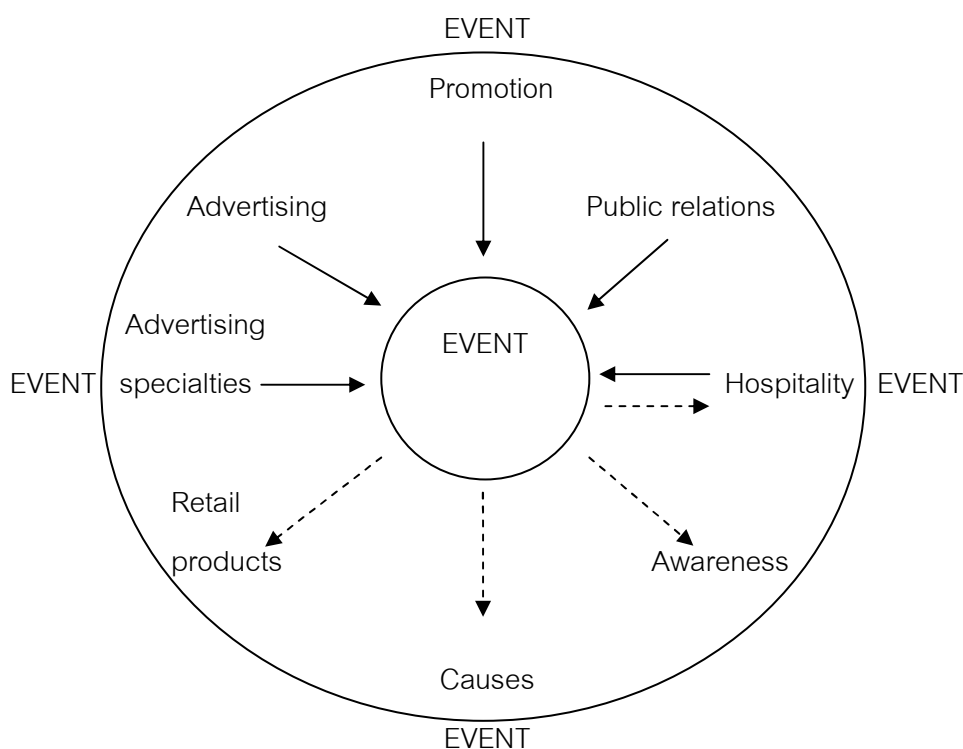 EVENT
Promotion
Advertising
Public relations
Advertising
EVENT
EVENT
specialties
Hospitality
EVENT
Retail
products
Awareness
Causes
EVENT